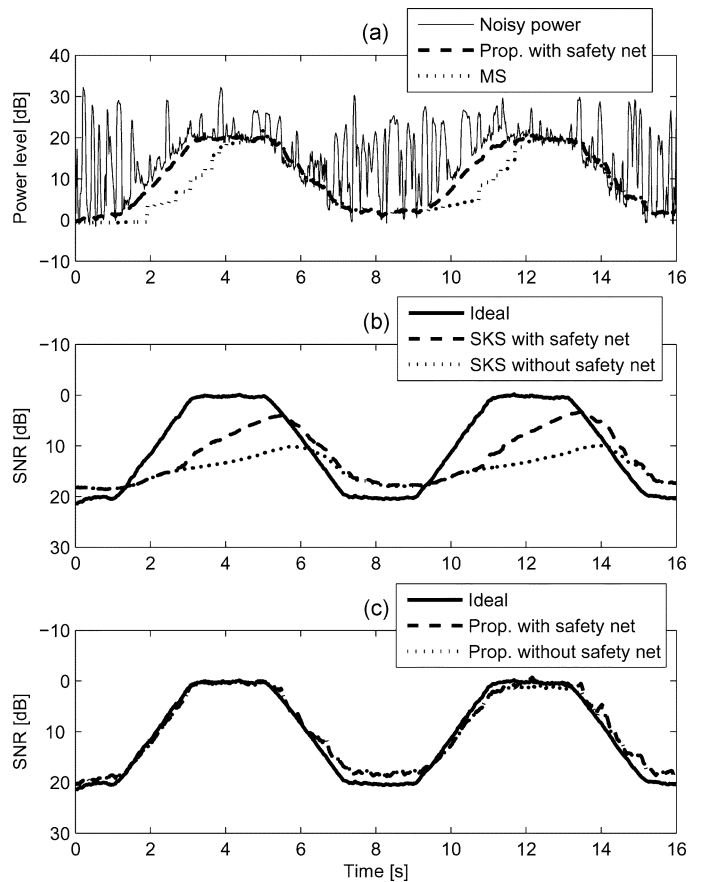 (a)
Noisy power
Prop. with safety net
MS
Power level [dB]
40
30
20
10
0
−10
0 2 4 6 8 10 12 14 16
(b)
Ideal
SKS with safety net
SKS without safety net
SNR [dB]
−10
0
10
20
30
0 2 4 6 8 10 12 14 16
(c)
Ideal
Prop. with safety net
Prop. without safety net
SNR [dB]
−10
0
10
20
30
0 2 4 6 8 10 12 14 16
Time [s]